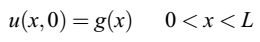 u(x,0) = g(x)   0 < x < L